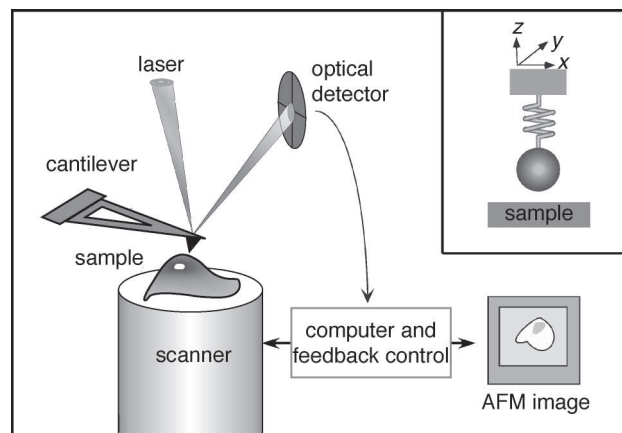 laser
optical
detector
cantilever
sample
scanner
computer and
feedback control
AFM image
z
y
x
sample